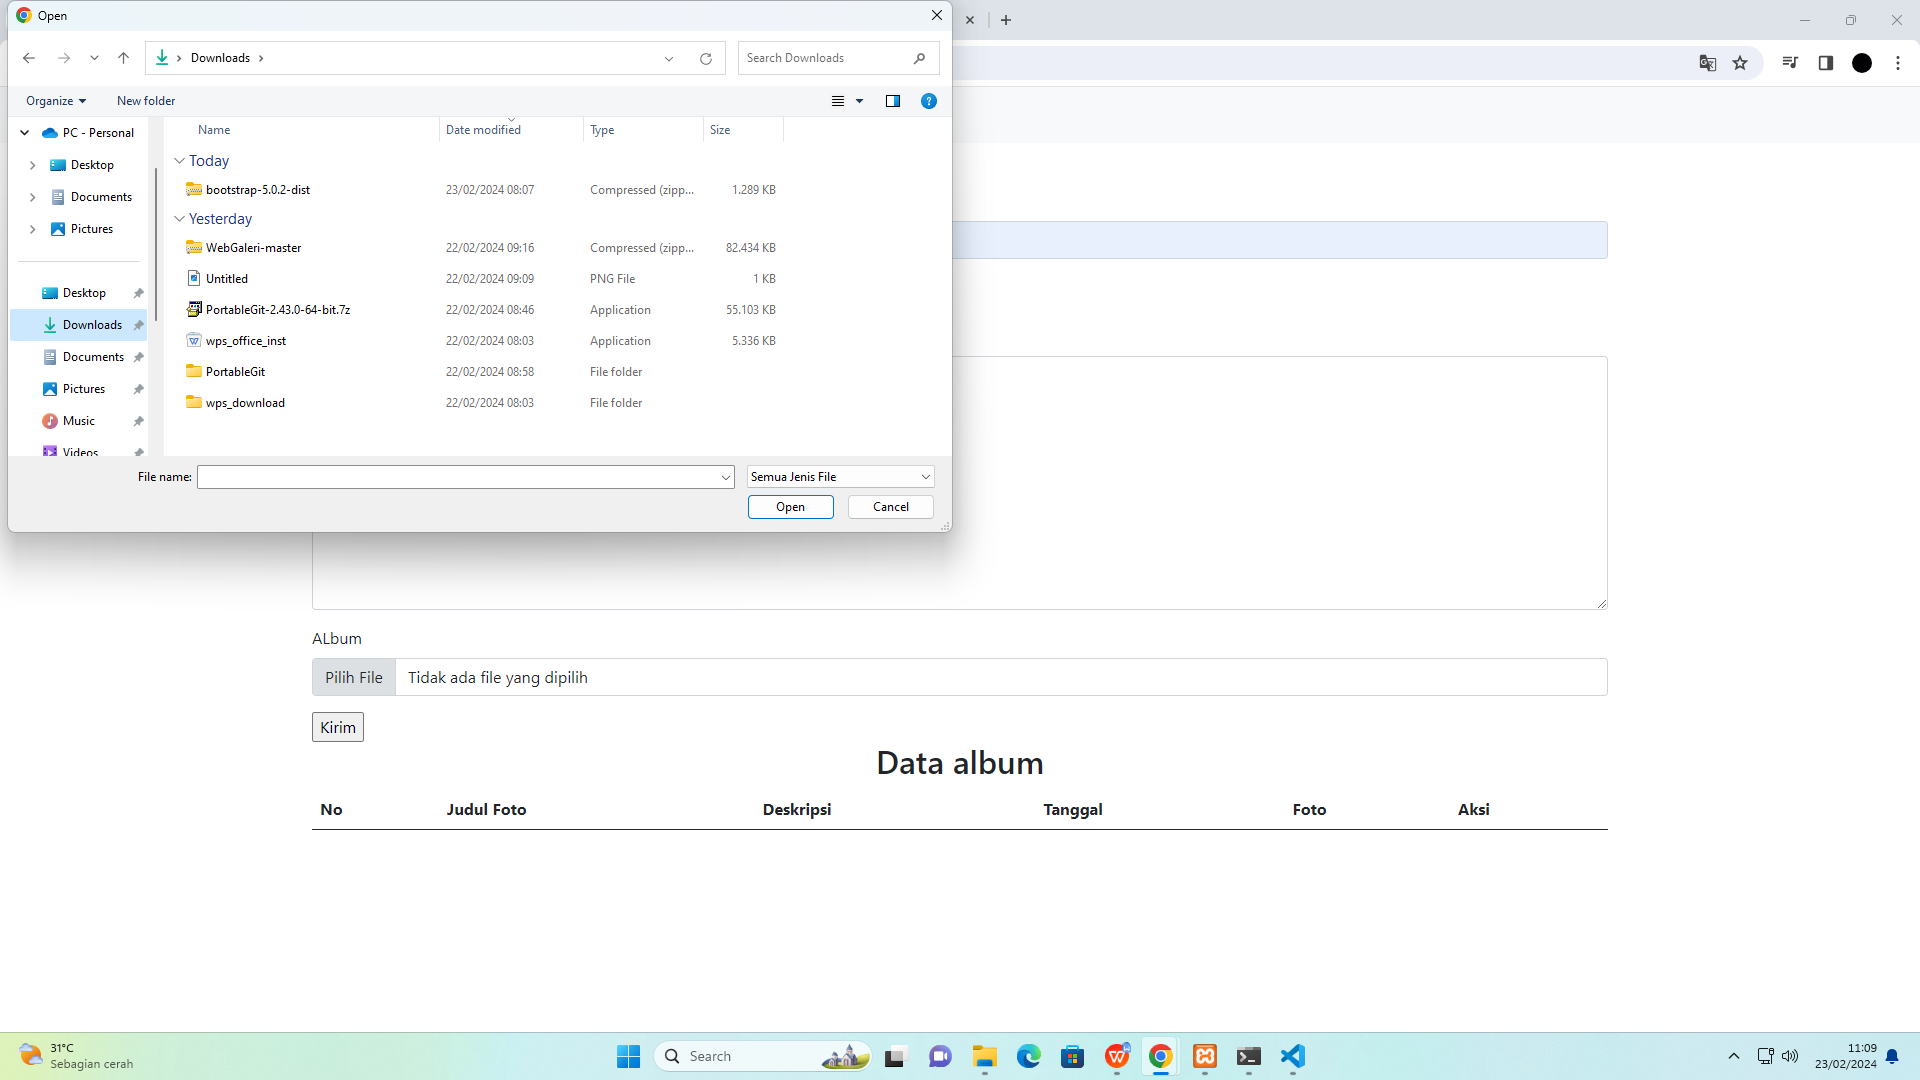 Open
Downloads
Search Downloads
Organize
New folder
PC - Personal
Desktop
Documents
Pictures
Desktop
Downloads
Documents
Pictures
Music
Videos
Name Date modified Type Size
Today
bootstrap-5.0.2-dist 23/02/2024 08:07 Compressed (zipp... 1.289 KB
Yesterday
WebGaleri-master 22/02/2024 09:16 Compressed (zipp... 82.434 KB
Untitled 22/02/2024 09:09 PNG File 1 KB
PortableGit-2.43.0-64-bit.7z 22/02/2024 08:46 Application 55.103 KB
wps_office_inst 22/02/2024 08:03 Application 5.336 KB
PortableGit 22/02/2024 08:58 File folder
wps_download 22/02/2024 08:03 File folder
File name:
Semua Jenis File
Open Cancel
ALbum
Pilih File Tidak ada file yang dipilih
Kirim
Data album
No Judul Foto Deskripsi Tanggal Foto Aksi
31°C
Sebagian cerah
Search
11:09
23/02/2024